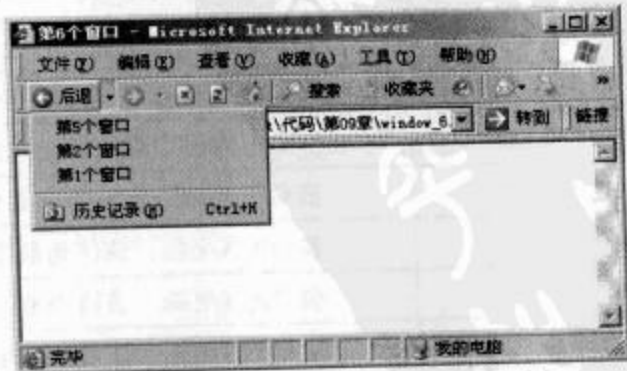 第6个窗口 - Microsoft Internet Explorer
文件(F) 编辑(E) 查看(V) 收藏(A) 工具(T) 帮助(H)
后退 搜索 收藏夹 »
\代码\第09章\window_6. 转到 链接
第5个窗口
第2个窗口
第1个窗口
历史记录(H) Ctrl+H
完毕 我的电脑